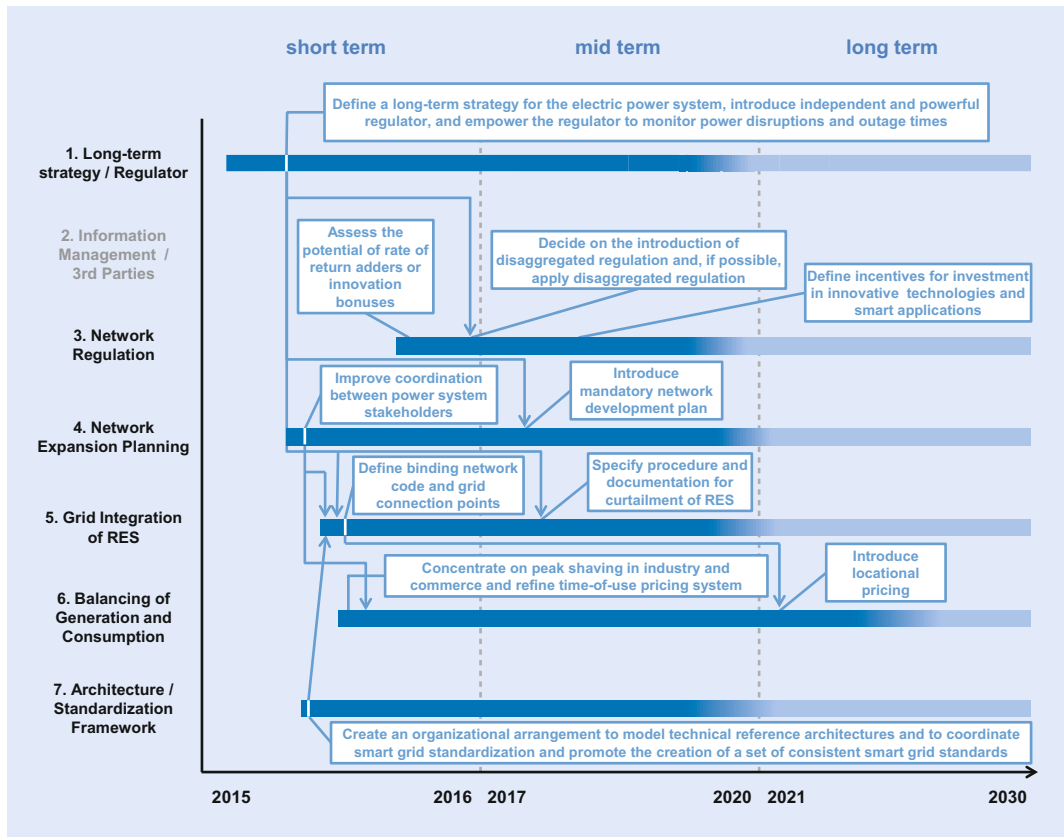 short term
mid term
long term
Define a long-term strategy for the electric power system, introduce independent and powerful
regulator, and empower the regulator to monitor power disruptions and outage times
1. Long-term
strategy / Regulator
2. Information
Management /
3rd Parties
Assess the
potential of rate of
return adders or
innovation
bonuses
Decide on the introduction of
disaggregated regulation and, if possible,
apply disaggregated regulation
Define incentives for investment
in innovative technologies and
smart applications
3. Network
Regulation
Improve coordination
between power system
stakeholders
Introduce
mandatory network
development plan
4. Network
Expansion Planning
Define binding network
code and grid
connection points
Specify procedure and
documentation for
curtailment of RES
5. Grid Integration
of RES
Concentrate on peak shaving in industry and
commerce and refine time-of-use pricing system
Introduce
locational
pricing
6. Balancing of
Generation and
Consumption
7. Architecture /
Standardization
Framework
Create an organizational arrangement to model technical reference architectures and to coordinate
smart grid standardization and promote the creation of a set of consistent smart grid standards
2015
2016
2017
2020
2021
2030